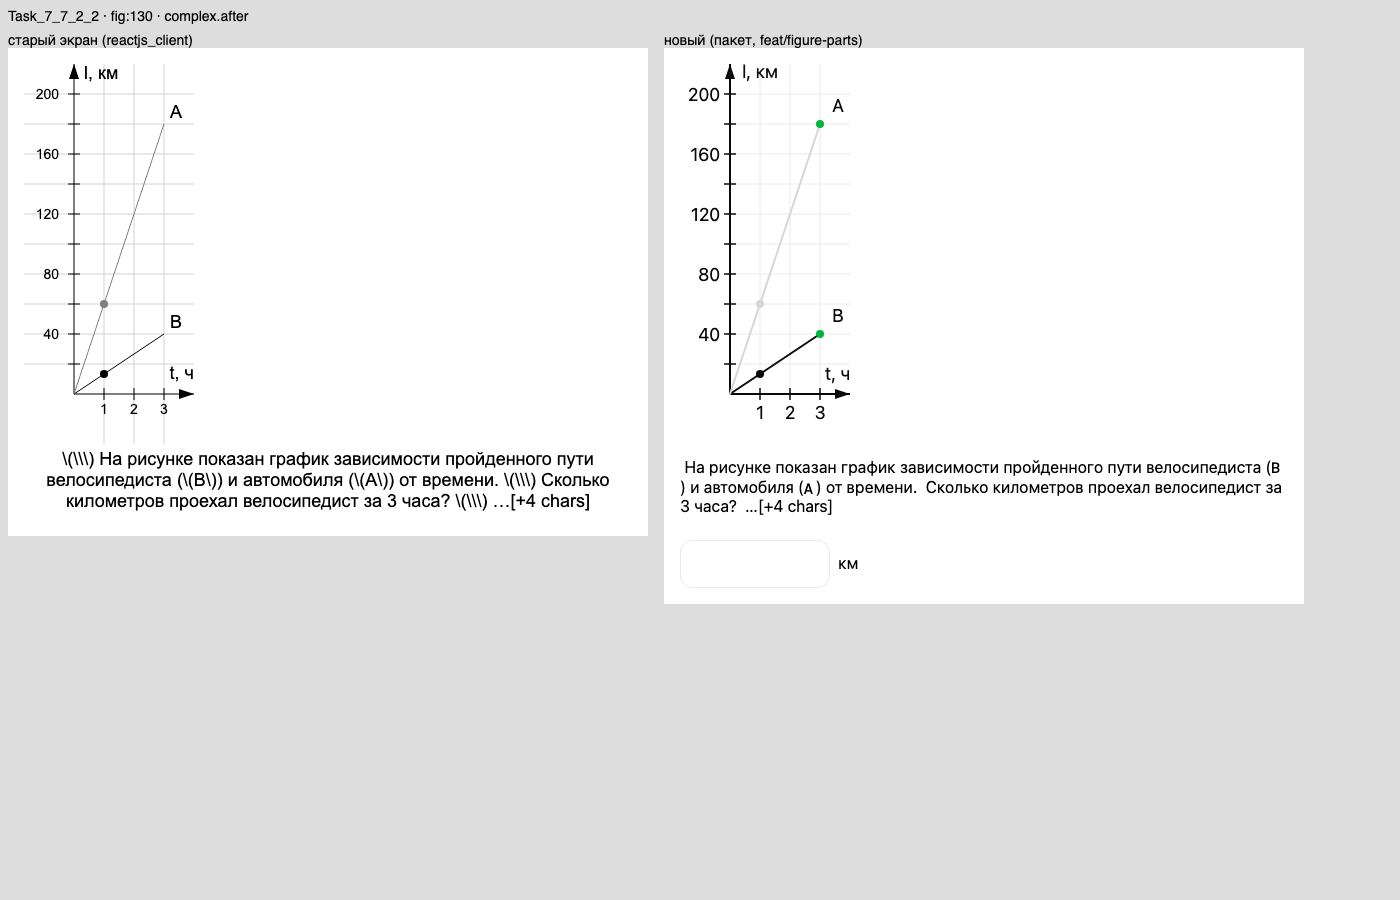 Task_7_7_2_2 · fig:130 · complex.after
старый экран (reactjs_client)
l, км
200
A
160
120
80
B
40
t, ч
1 2 3
\(\\\) На рисунке показан график зависимости пройденного пути
велосипедиста (\(B\)) и автомобиля (\(A\)) от времени. \(\\\) Сколько
километров проехал велосипедист за 3 часа? \(\\\) …[+4 chars]
новый (пакет, feat/figure-parts)
l, км
200
A
160
120
80
B
40
t, ч
1 2 3
На рисунке показан график зависимости пройденного пути велосипедиста (B
) и автомобиля (A) от времени. Сколько километров проехал велосипедист за
3 часа? …[+4 chars]
км